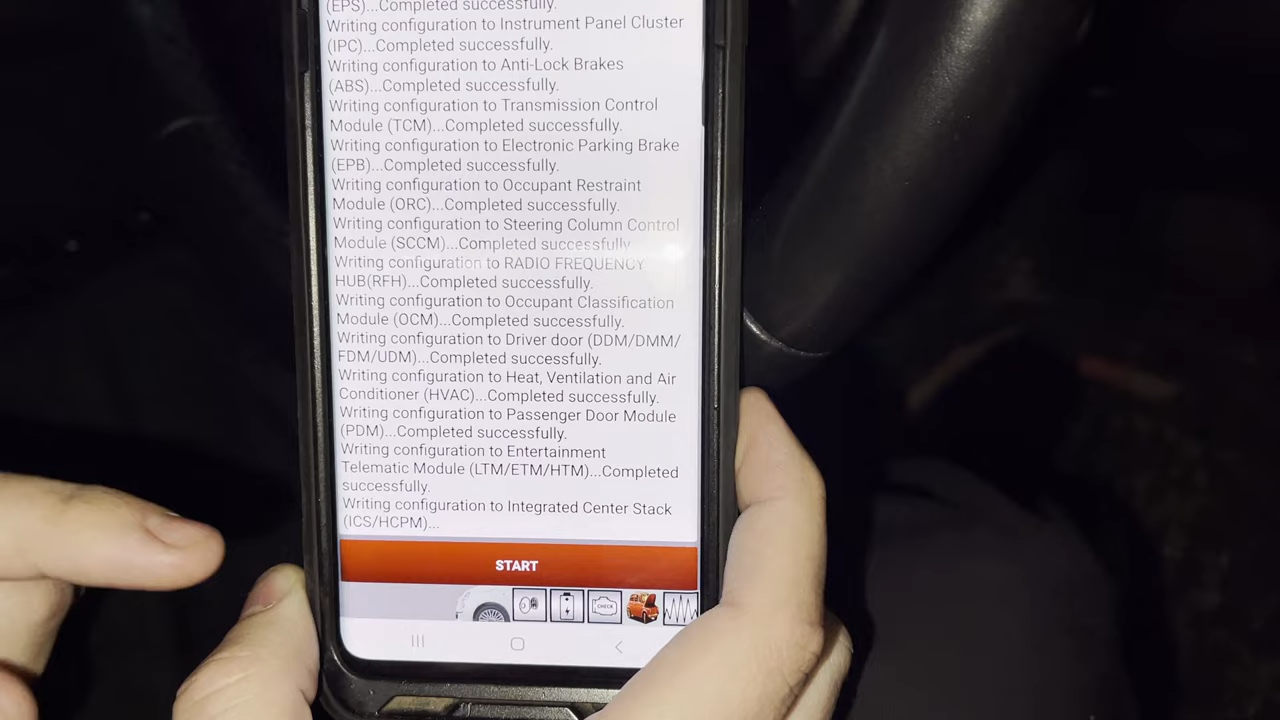 (EPS)...Completed successfully.
Writing configuration to Instrument Panel Cluster
(IPC)...Completed successfully.
Writing configuration to Anti-Lock Brakes
(ABS)...Completed successfully.
Writing configuration to Transmission Control
Module (TCM)...Completed successfully.
Writing configuration to Electronic Parking Brake
(EPB)...Completed successfully.
Writing configuration to Occupant Restraint
Module (ORC)...Completed successfully.
Writing configuration to Steering Column Control
Module (SCCM)...Completed successfully.
Writing configuration to RADIO FREQUENCY
HUB(RFH)...Completed successfully.
Writing configuration to Occupant Classification
Module (OCM)...Completed successfully.
Writing configuration to Driver door (DDM/DMM/
FDM/UDM)...Completed successfully.
Writing configuration to Heat, Ventilation and Air
Conditioner (HVAC)...Completed successfully.
Writing configuration to Passenger Door Module
(PDM)...Completed successfully.
Writing configuration to Entertainment
Telematic Module (LTM/ETM/HTM)...Completed
successfully.
Writing configuration to Integrated Center Stack
(ICS/HCPM)...
START
CHECK